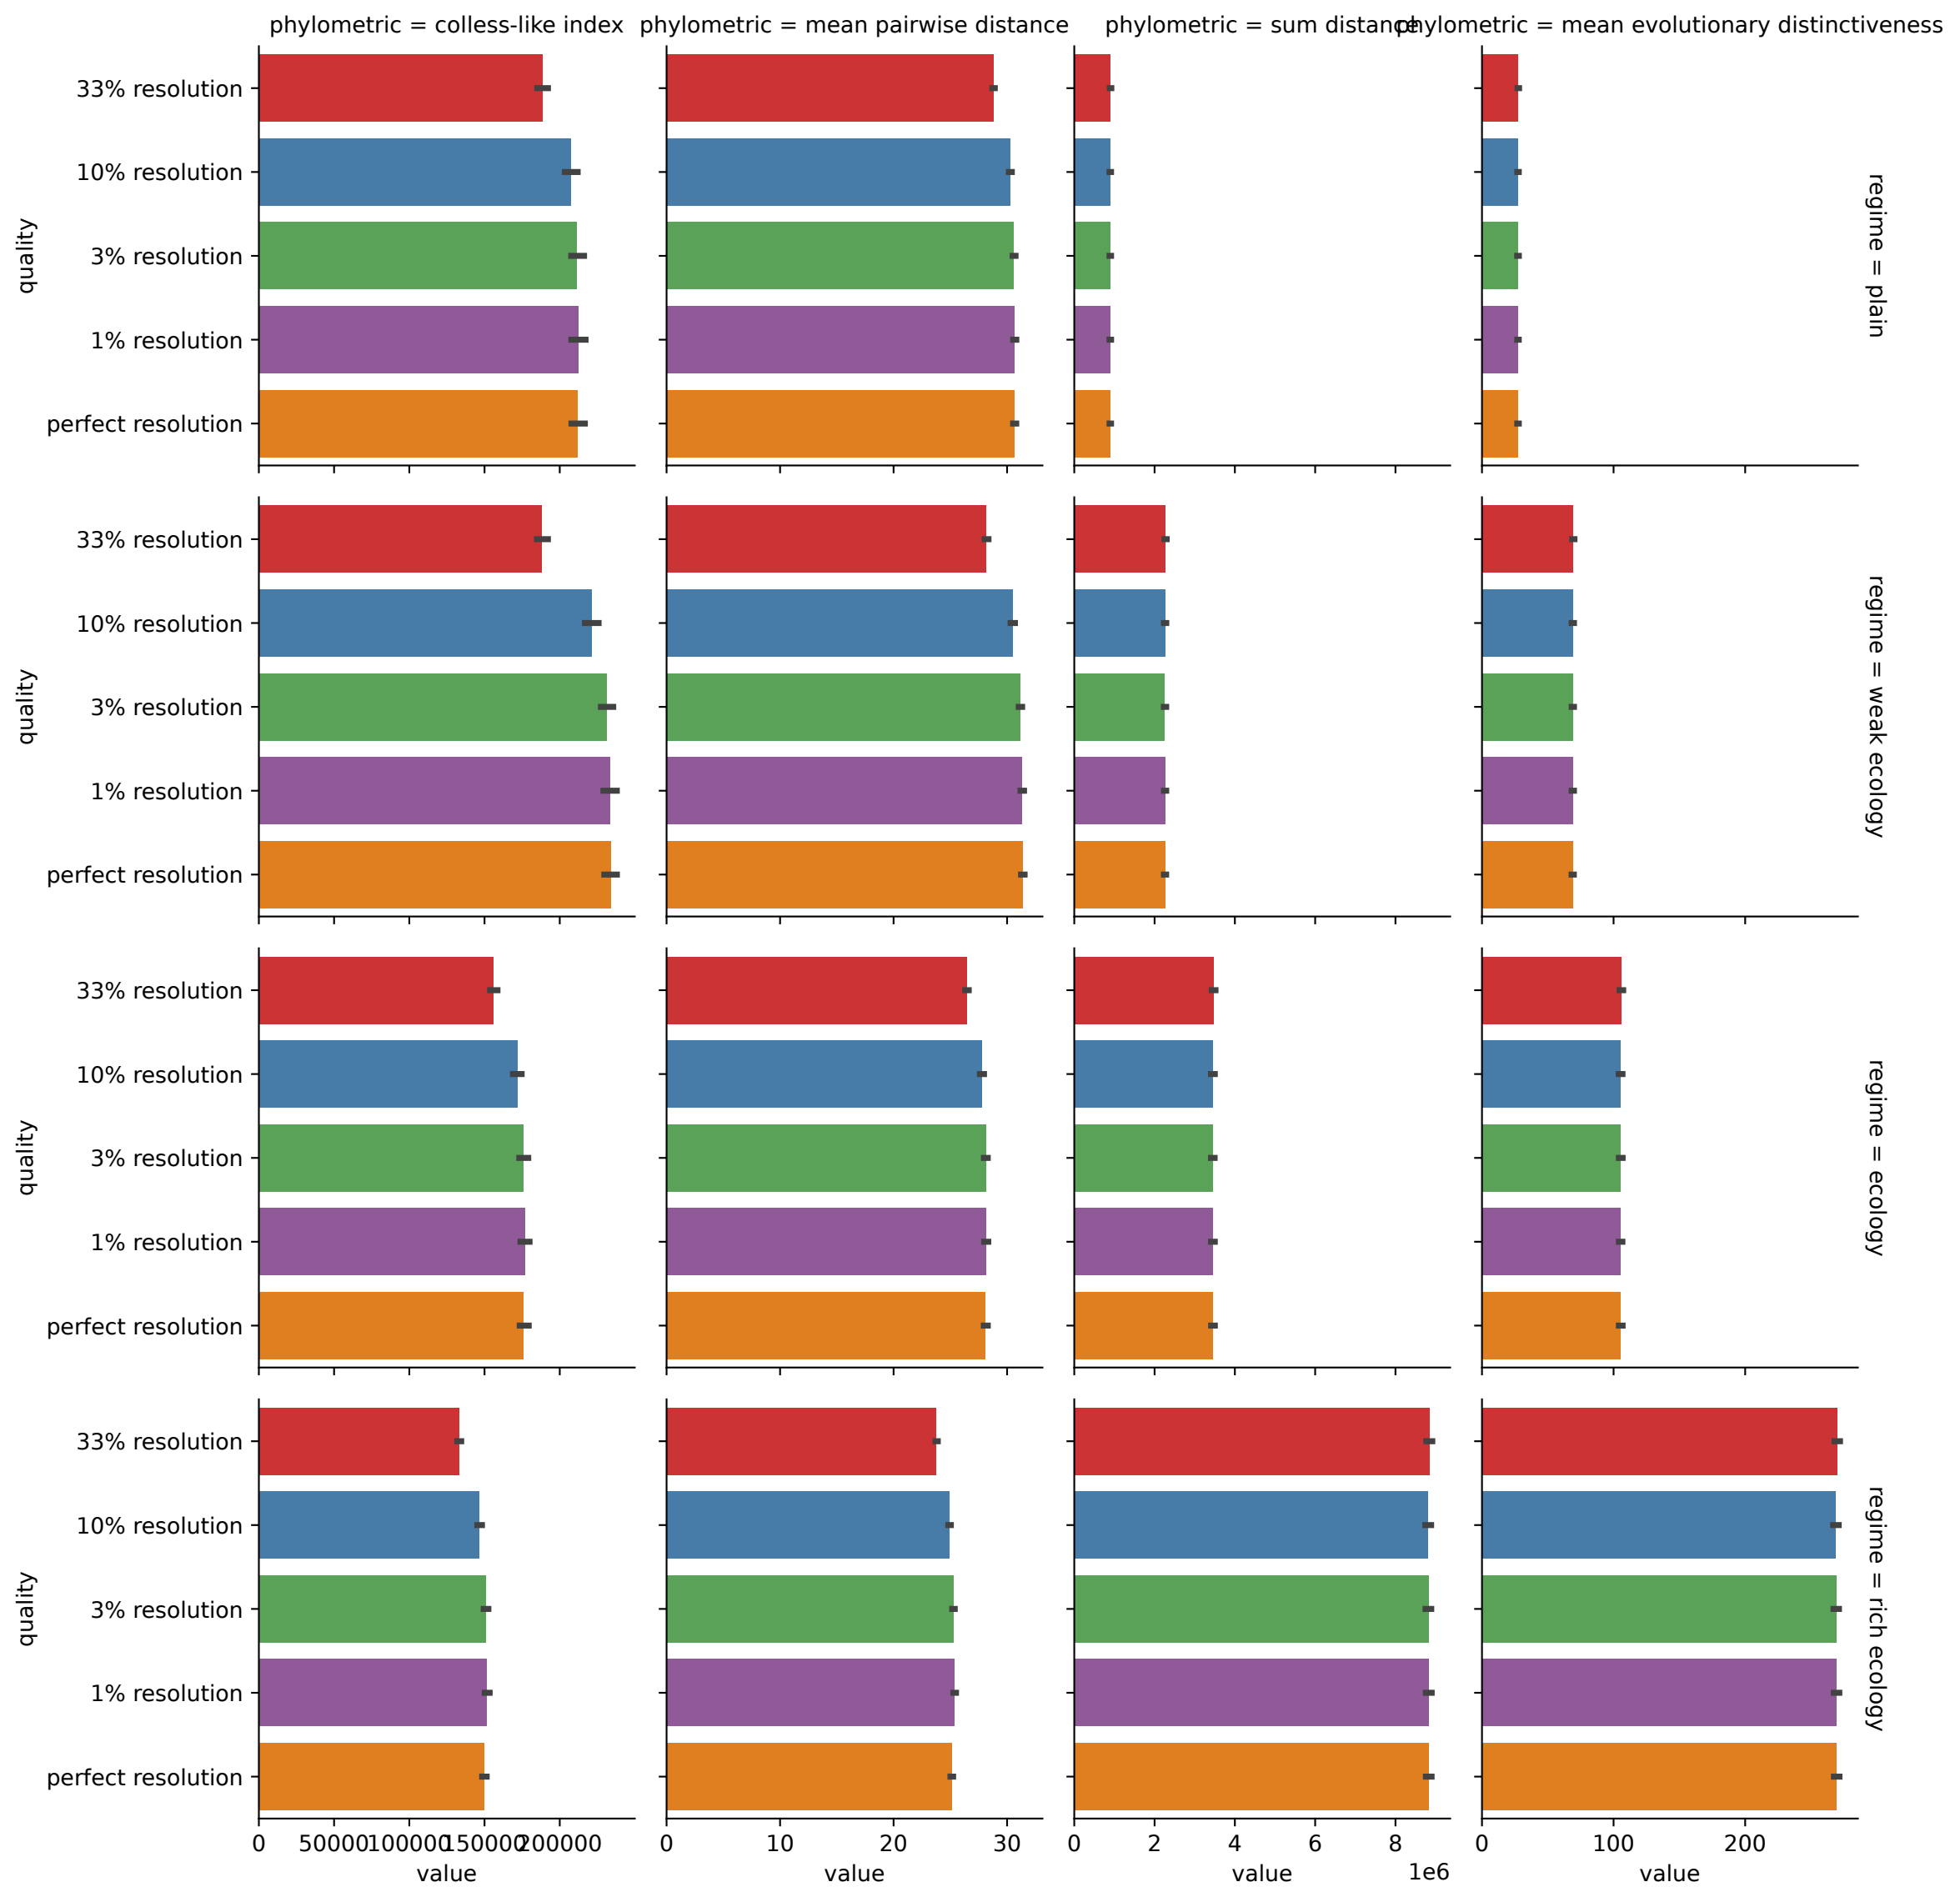 phylometric = colless-like index
phylometric = mean pairwise distance
phylometric = sum distance
phylometric = mean evolutionary distinctiveness
quality
33% resolution
10% resolution
3% resolution
1% resolution
perfect resolution
regime = plain
quality
33% resolution
10% resolution
3% resolution
1% resolution
perfect resolution
regime = weak ecology
quality
33% resolution
10% resolution
3% resolution
1% resolution
perfect resolution
regime = ecology
quality
33% resolution
10% resolution
3% resolution
1% resolution
perfect resolution
regime = rich ecology
0 50000 100000 150000 200000
value
0 10 20 30
value
0 2 4 6 8
1e6
value
0 100 200
value